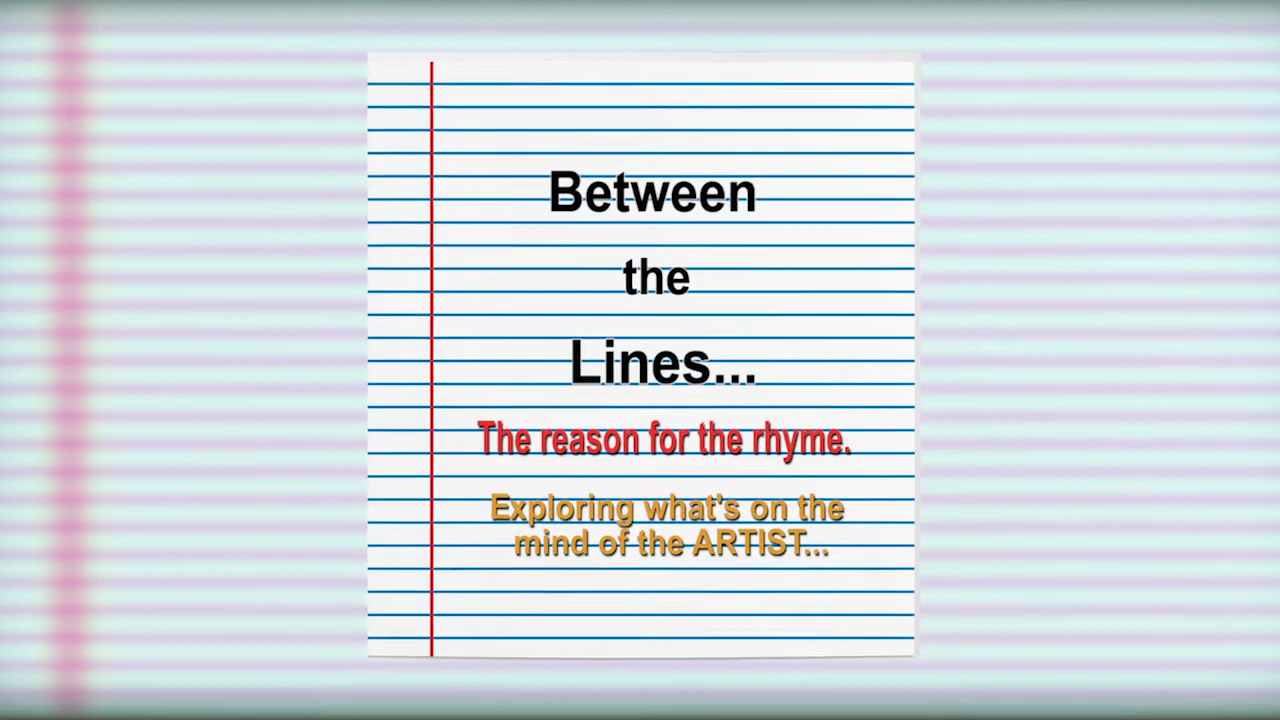 Between
the
Lines...
The reason for the rhyme.
Exploring what's on the
mind of the ARTIST...